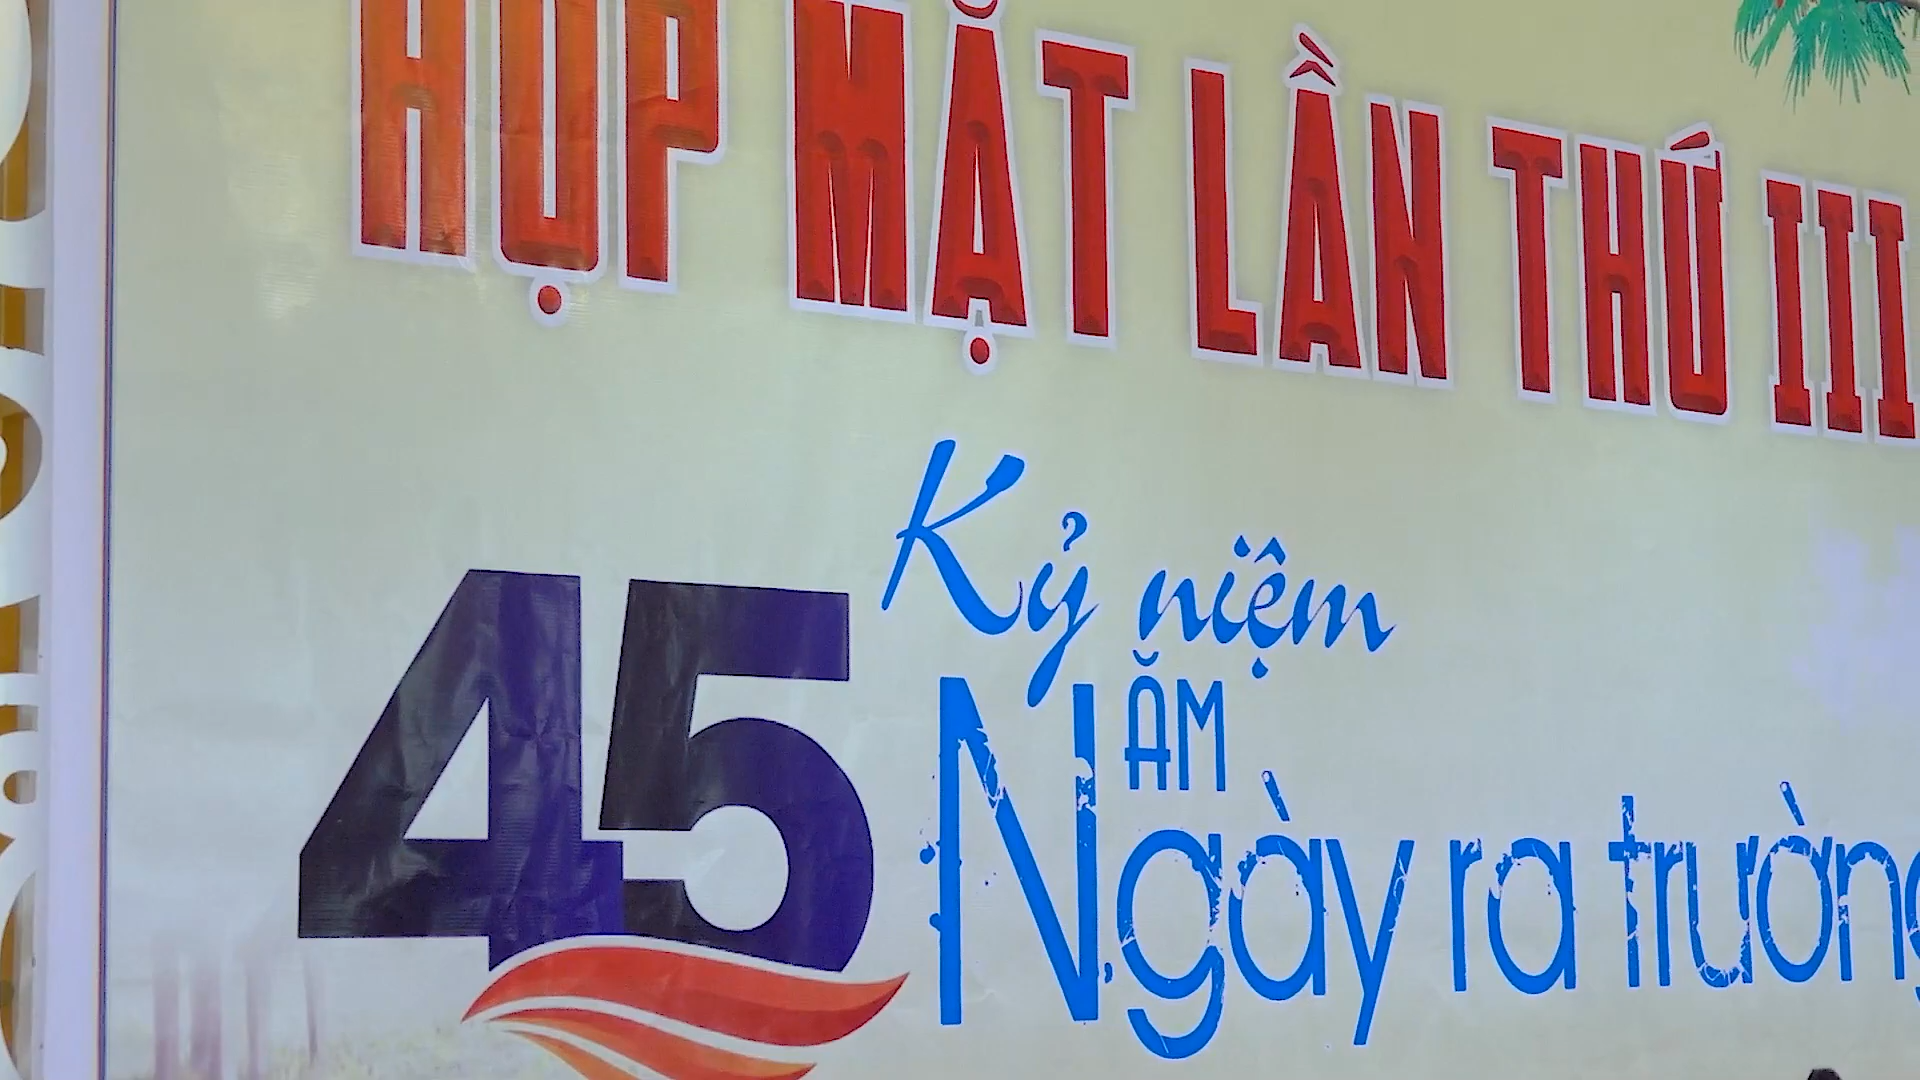 HỌP MẶT LẦN THỨ III
Kỷ niệm
45 NĂM
Ngày ra trường